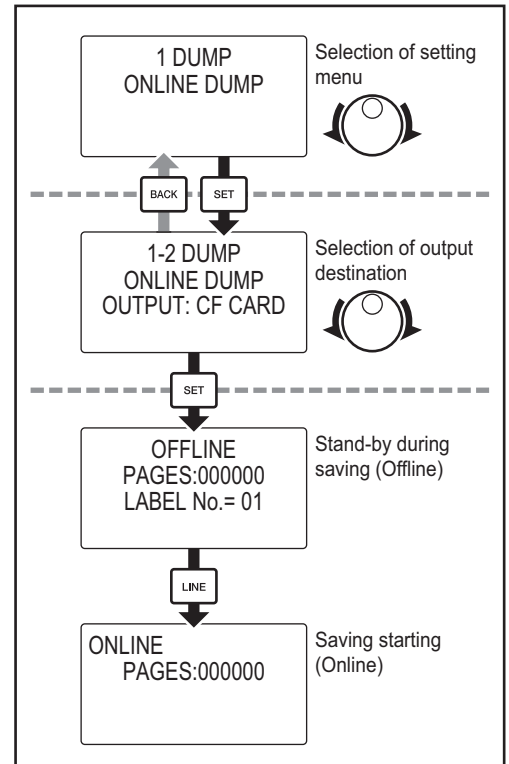 1 DUMP
ONLINE DUMP
Selection of setting
menu
BACK
SET
1-2 DUMP
ONLINE DUMP
OUTPUT: CF CARD
Selection of output
destination
SET
OFFLINE
PAGES:000000
LABEL No.= 01
Stand-by during
saving (Offline)
LINE
ONLINE
PAGES:000000
Saving starting
(Online)